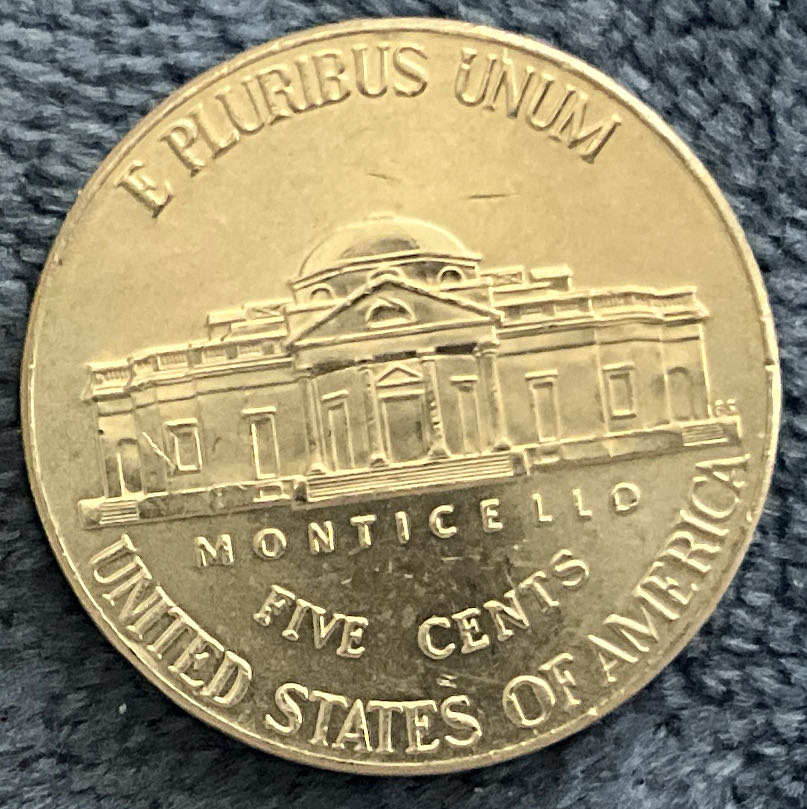 E PLURIBUS UNUM
MONTICELLO
FIVE CENTS
UNITED STATES OF AMERICA